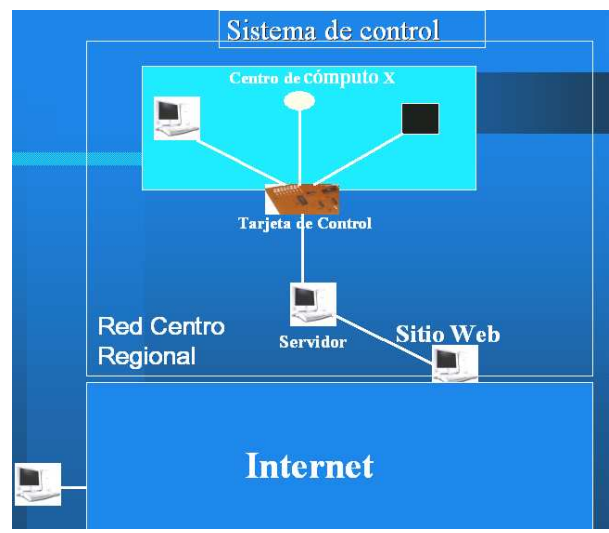 Sistema de control
Centro de cómputo X
Tarjeta de Control
Red Centro
Regional
Servidor
Sitio Web
Internet